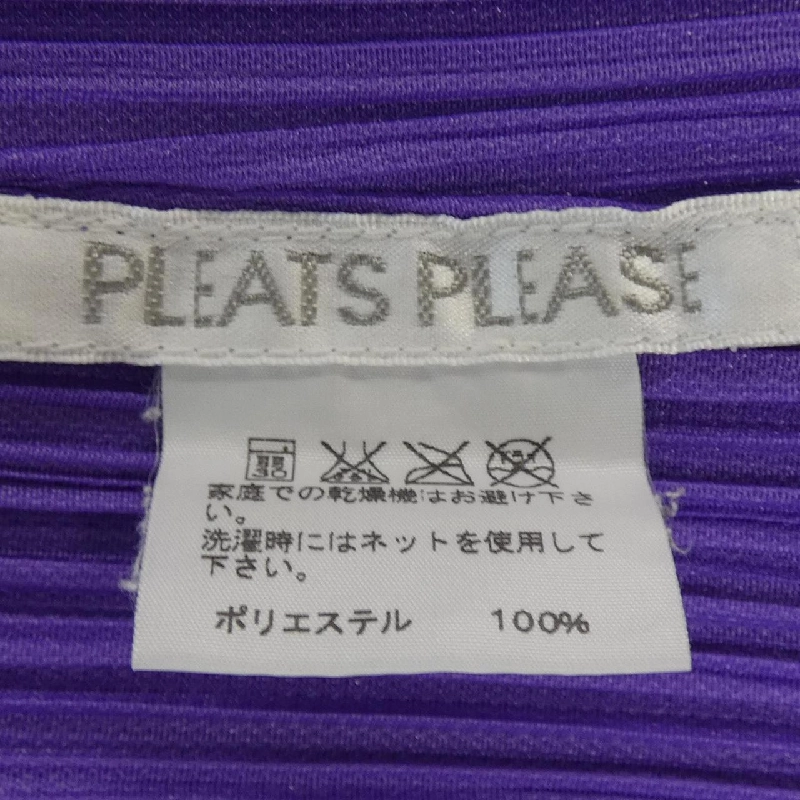 PLEATS PLEASE
弱 30
家庭での乾燥機はお避け下さ
い。
洗濯時にはネットを使用して
下さい。
ポリエステル 100%